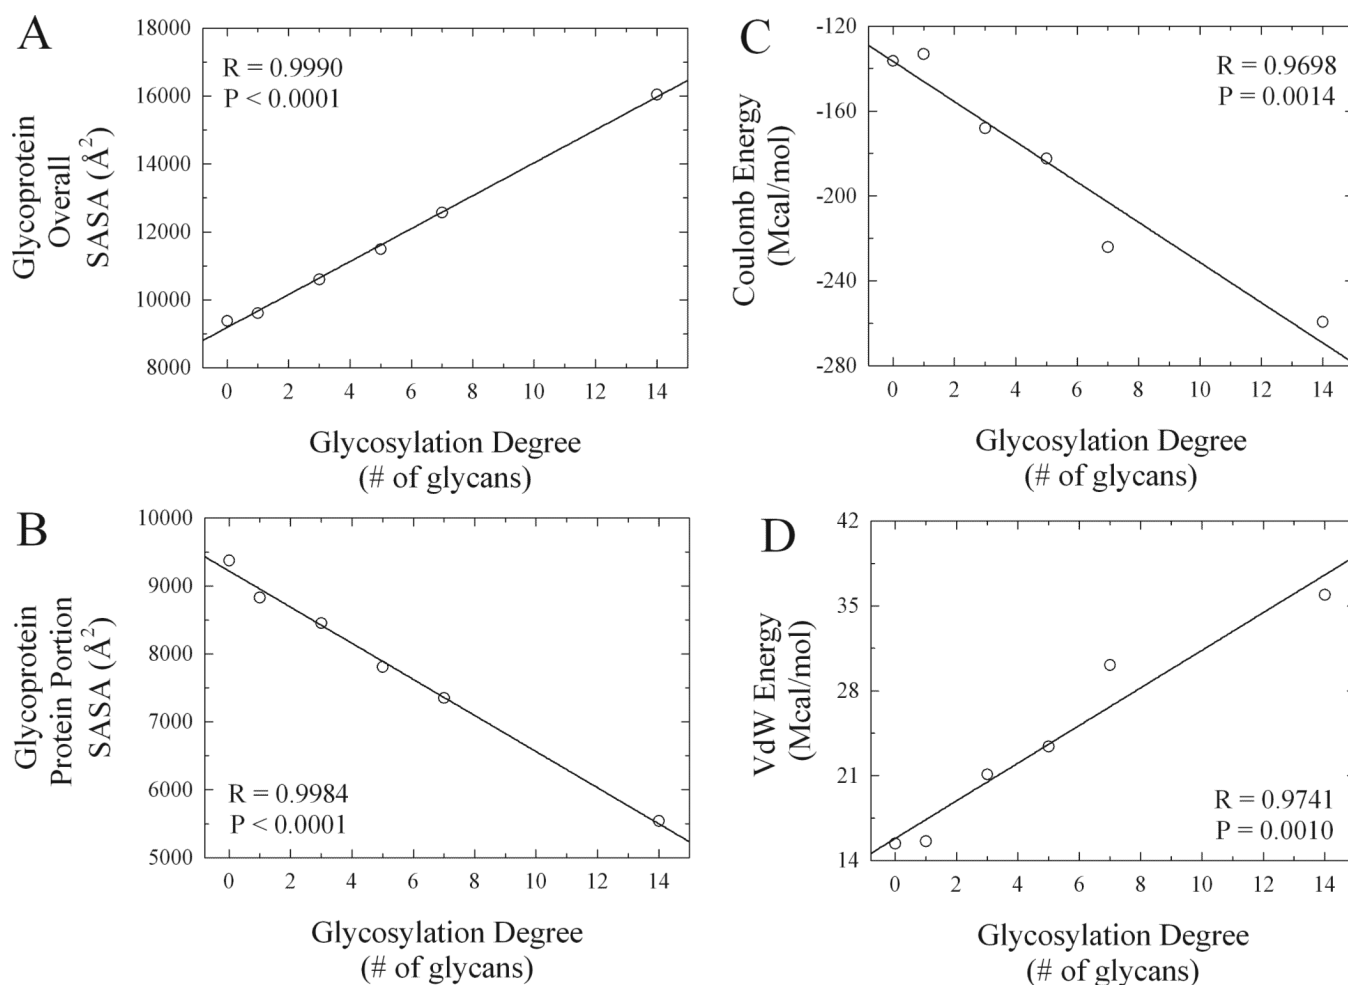 A
Glycoprotein
Overall
SASA (Å²)
18000
16000
14000
12000
10000
8000
R = 0.9990
P < 0.0001
0 2 4 6 8 10 12 14
Glycosylation Degree
(# of glycans)
C
Coulomb Energy
(Mcal/mol)
-120
-160
-200
-240
-280
R = 0.9698
P = 0.0014
0 2 4 6 8 10 12 14
Glycosylation Degree
(# of glycans)
B
Glycoprotein
Protein Portion
SASA (Å²)
10000
9000
8000
7000
6000
5000
R = 0.9984
P < 0.0001
0 2 4 6 8 10 12 14
Glycosylation Degree
(# of glycans)
D
VdW Energy
(Mcal/mol)
42
35
28
21
14
R = 0.9741
P = 0.0010
0 2 4 6 8 10 12 14
Glycosylation Degree
(# of glycans)